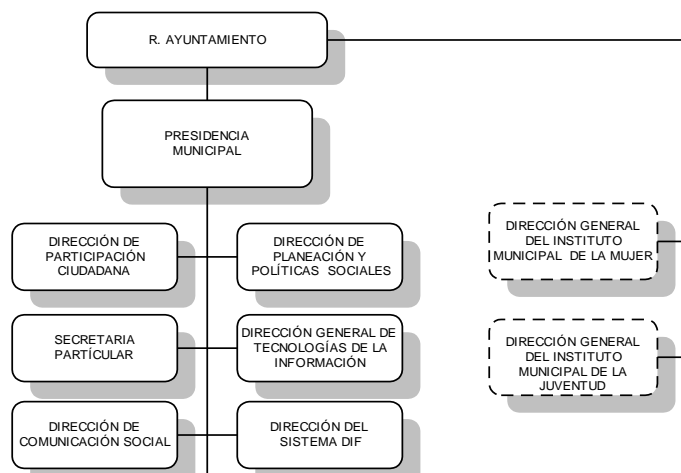 R. AYUNTAMIENTO
PRESIDENCIA
MUNICIPAL
DIRECCIÓN DE
PARTICIPACIÓN
CIUDADANA
DIRECCIÓN DE
PLANEACIÓN Y
POLÍTICAS SOCIALES
DIRECCIÓN GENERAL
DEL INSTITUTO
MUNICIPAL DE LA MUJER
SECRETARIA
PARTÍCULAR
DIRECCIÓN GENERAL DE
TECNOLOGÍAS DE LA
INFORMACIÓN
DIRECCIÓN GENERAL
DEL INSTITUTO
MUNICIPAL DE LA
JUVENTUD
DIRECCIÓN DE
COMUNICACIÓN SOCIAL
DIRECCIÓN DEL
SISTEMA DIF